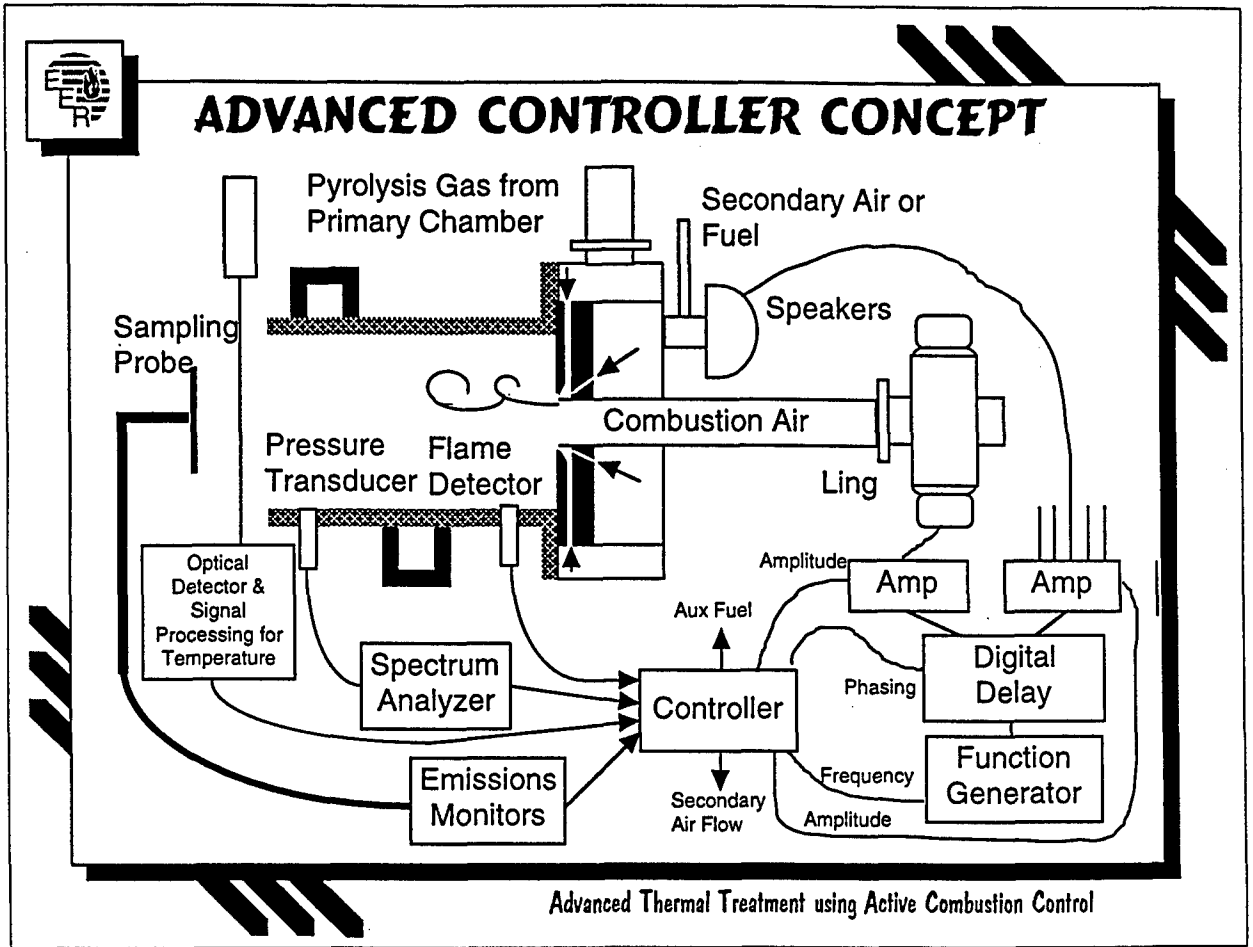 EER
ADVANCED CONTROLLER CONCEPT
Pyrolysis Gas from
Primary Chamber
Secondary Air or
Fuel
Sampling
Probe
Speakers
Combustion Air
Pressure
Transducer
Flame
Detector
Ling
Optical
Detector &
Signal
Processing for
Temperature
Amplitude
Amp
Amp
Aux Fuel
Spectrum
Analyzer
Controller
Phasing
Digital
Delay
Emissions
Monitors
Secondary
Air Flow
Frequency
Function
Generator
Amplitude
Advanced Thermal Treatment using Active Combustion Control